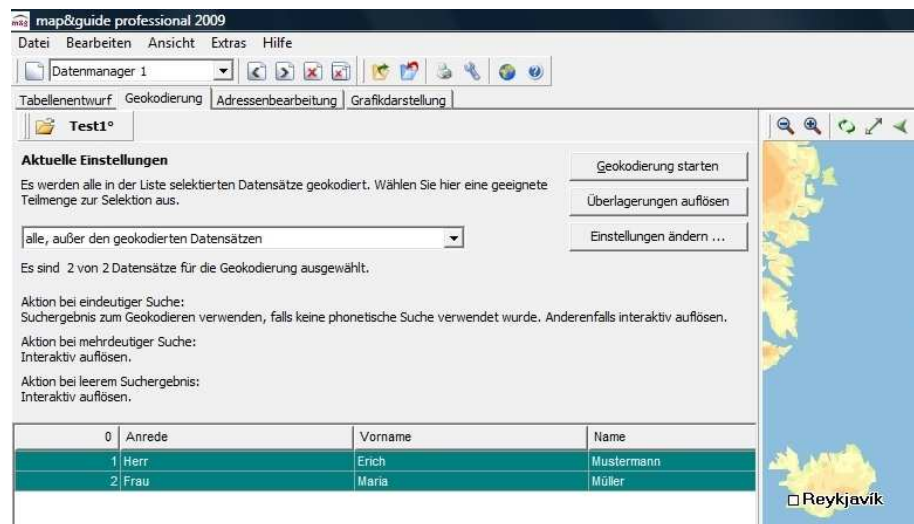 map&guide professional 2009
Datei Bearbeiten Ansicht Extras Hilfe
Datenmanager 1
Tabellenentwurf Geokodierung Adressenbearbeitung Grafikdarstellung
Test1°
Aktuelle Einstellungen
Es werden alle in der Liste selektierten Datensätze geokodiert. Wählen Sie hier eine geeignete
Teilmenge zur Selektion aus.
Geokodierung starten
Überlagerungen auflösen
alle, außer den geokodierten Datensätzen
Einstellungen ändern ...
Es sind 2 von 2 Datensätze für die Geokodierung ausgewählt.
Aktion bei eindeutiger Suche:
Suchergebnis zum Geokodieren verwenden, falls keine phonetische Suche verwendet wurde. Anderenfalls interaktiv auflösen.
Aktion bei mehrdeutiger Suche:
Interaktiv auflösen.
Aktion bei leerem Suchergebnis:
Interaktiv auflösen.
0 Anrede Vorname Name
1 Herr Erich Mustermann
2 Frau Maria Müller
Reykjavík